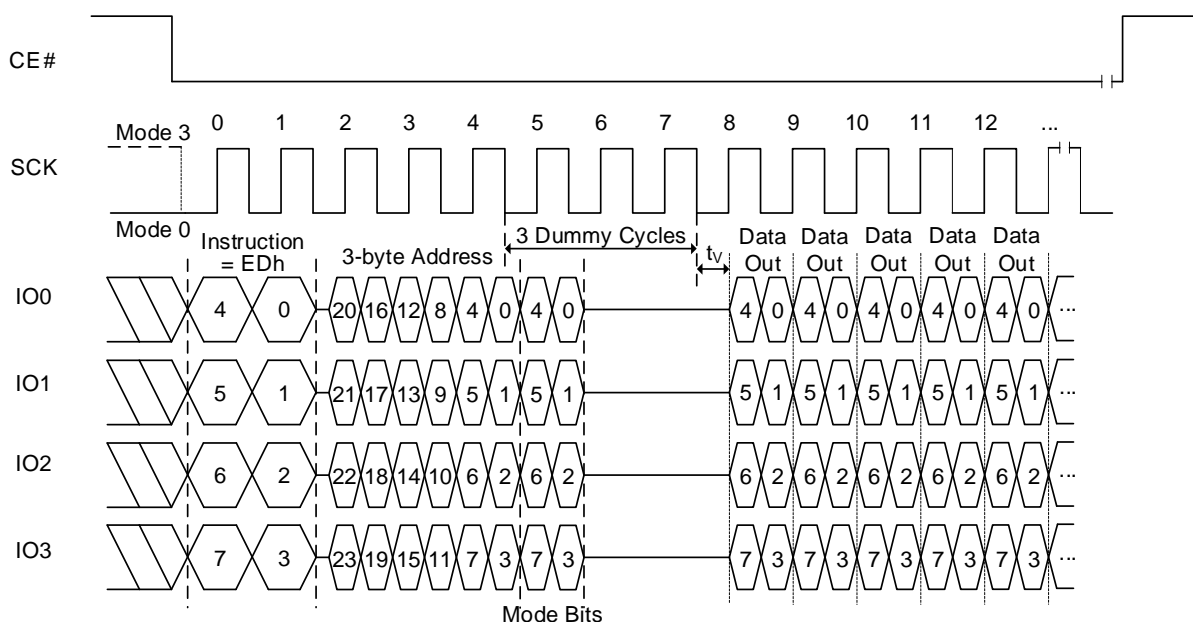 CE#
0 1 2 3 4 5 6 7 8 9 10 11 12 ...
Mode 3
SCK
Mode 0
Instruction
= EDh
3-byte Address
3 Dummy Cycles
tV
Data
Out
Data
Out
Data
Out
Data
Out
Data
Out
IO0 4 0 20 16 12 8 4 0 4 0 4 0 4 0 4 0 4 0 4 0 ...
IO1 5 1 21 17 13 9 5 1 5 1 5 1 5 1 5 1 5 1 5 1 ...
IO2 6 2 22 18 14 10 6 2 6 2 6 2 6 2 6 2 6 2 6 2 ...
IO3 7 3 23 19 15 11 7 3 7 3 7 3 7 3 7 3 7 3 7 3 ...
Mode Bits